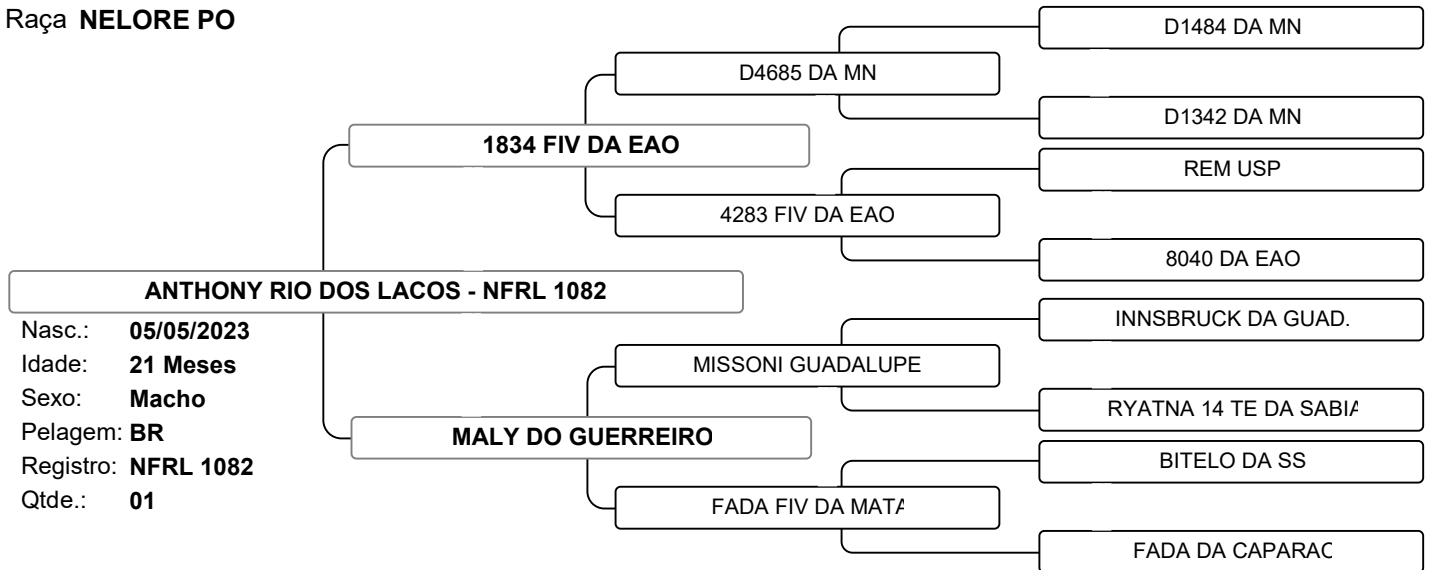 Raça NELORE PO
D1484 DA MN
D4685 DA MN
D1342 DA MN
1834 FIV DA EAO
REM USP
4283 FIV DA EAO
8040 DA EAO
ANTHONY RIO DOS LACOS - NFRL 1082
INNSBRUCK DA GUAD.
Nasc.: 05/05/2023
MISSONI GUADALUPE
Idade: 21 Meses
Sexo: Macho
RYATNA 14 TE DA SABIA
Pelagem: BR
MALY DO GUERREIRO
BITELO DA SS
Registro: NFRL 1082
Qtde.: 01
FADA FIV DA MATA
FADA DA CAPARAO